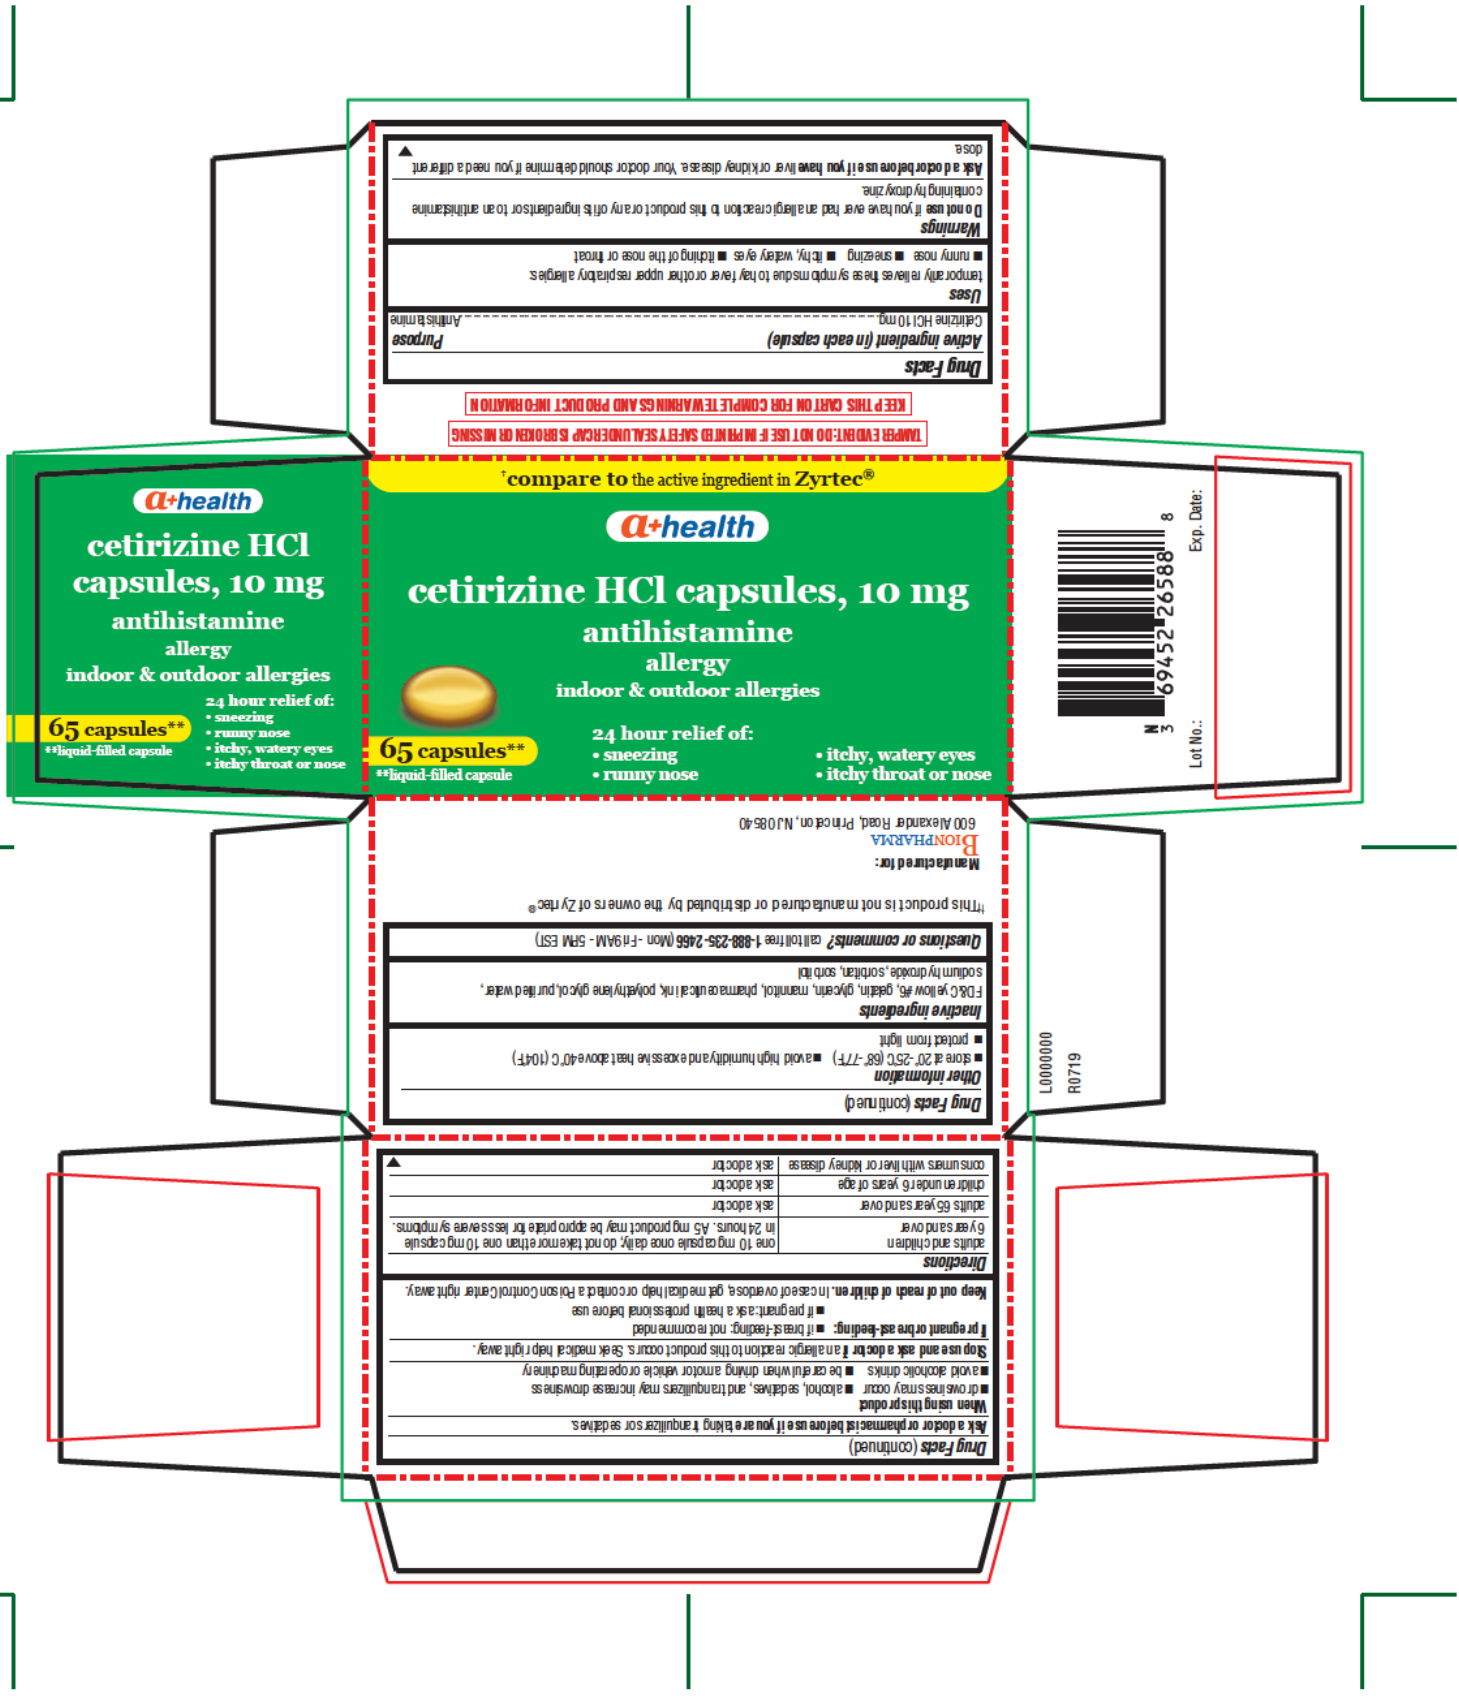 Drug Facts
Active ingredient (in each capsule) Purpose
Cetirizine HCl 10 mg Antihistamine
Uses
temporarily relieves these symptoms due to hay fever or other upper respiratory allergies:
■ runny nose ■ sneezing ■ itchy, watery eyes ■ itching of the nose or throat
Warnings
Do not use if you have ever had an allergic reaction to this product or any of its ingredients or to an antihistamine
containing hydroxyzine.
Ask a doctor before use if you have liver or kidney disease. Your doctor should determine if you need a different
dose.
KEEP THIS CARTON FOR COMPLETE WARNINGS AND PRODUCT INFORMATION
TAMPER EVIDENT: DO NOT USE IF IMPRINTED SAFETY SEAL UNDER CAP IS BROKEN OR MISSING
a+health
cetirizine HCl
capsules, 10 mg
antihistamine
allergy
indoor & outdoor allergies
24 hour relief of:
• sneezing
• runny nose
• itchy, watery eyes
• itchy throat or nose
65 capsules**
**liquid-filled capsule
†compare to the active ingredient in Zyrtec®
a+health
cetirizine HCl capsules, 10 mg
antihistamine
allergy
indoor & outdoor allergies
24 hour relief of:
• sneezing
• runny nose
• itchy, watery eyes
• itchy throat or nose
65 capsules**
**liquid-filled capsule
N
3 69452 26588 8
Lot No.: Exp. Date:
Drug Facts (continued)
Other information
■ store at 20°-25°C (68°-77°F) ■ avoid high humidity and excessive heat above 40°C (104°F)
■ protect from light
Inactive ingredients
FD&C yellow #6, gelatin, glycerin, mannitol, pharmaceutical ink, polyethylene glycol, purified water,
sodium hydroxide, sorbitan, sorbitol
Questions or comments? call toll free 1-888-235-2466 (Mon - Fri 9AM - 5PM EST)
††This product is not manufactured or distributed by the owners of Zyrtec®
Manufactured for:
BIONPHARMA
600 Alexander Road, Princeton, NJ 08540
L0000000
R0719
Drug Facts (continued)
Ask a doctor or pharmacist before use if you are taking tranquilizers or sedatives.
When using this product
■ drowsiness may occur ■ alcohol, sedatives, and tranquilizers may increase drowsiness
■ avoid alcoholic drinks ■ be careful when driving a motor vehicle or operating machinery
Stop use and ask a doctor if an allergic reaction to this product occurs. Seek medical help right away.
If pregnant or breast-feeding: ■ if breast-feeding: not recommended
■ if pregnant: ask a health professional before use
Keep out of reach of children. In case of overdose, get medical help or contact a Poison Control Center right away.
Directions
adults and children
6 years and over
one 10 mg capsule once daily; do not take more than one 10 mg capsule
in 24 hours. A 5 mg product may be appropriate for less severe symptoms.
adults 65 years and over ask a doctor
children under 6 years of age ask a doctor
consumers with liver or kidney disease ask a doctor